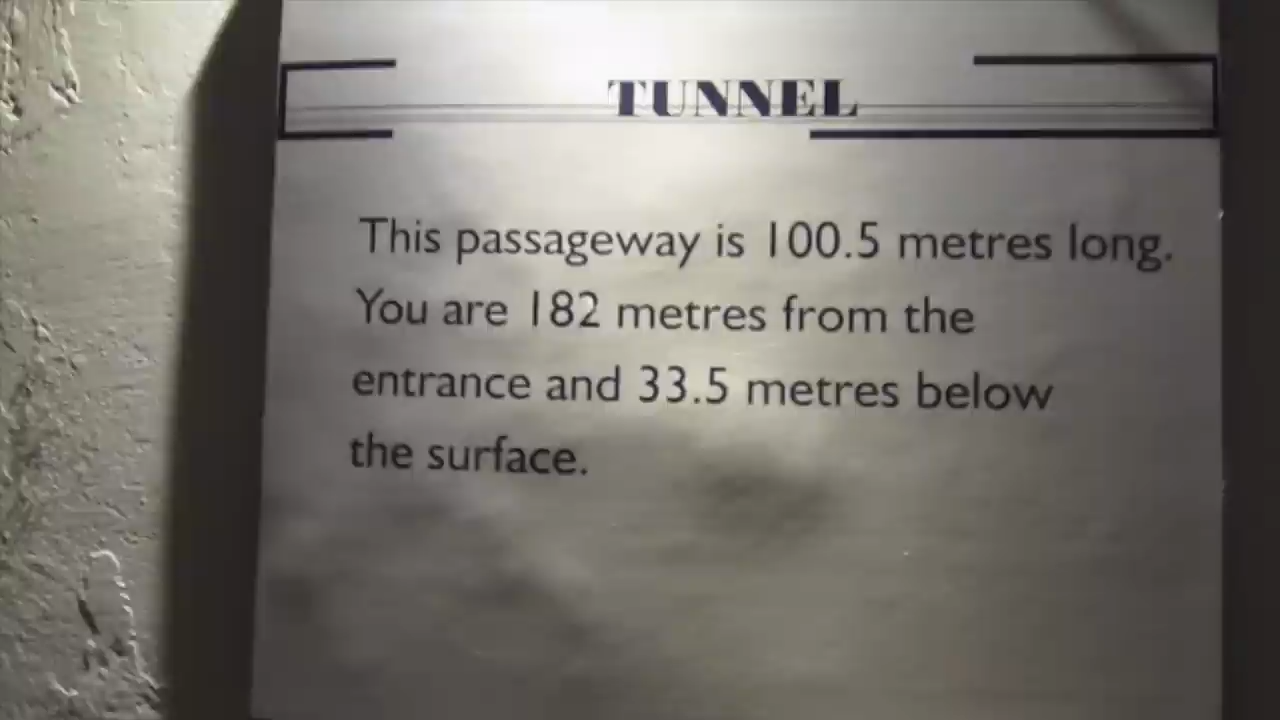 TUNNEL
This passageway is 100.5 metres long.
You are 182 metres from the
entrance and 33.5 metres below
the surface.